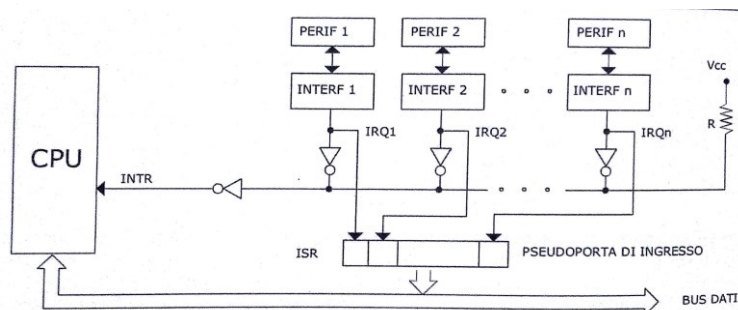 PERIF 1
PERIF 2
PERIF n
INTERF 1
INTERF 2
INTERF n
Vcc
R
IRQ1
IRQ2
IRQn
CPU
INTR
ISR
PSEUDOPORTA DI INGRESSO
BUS DATI